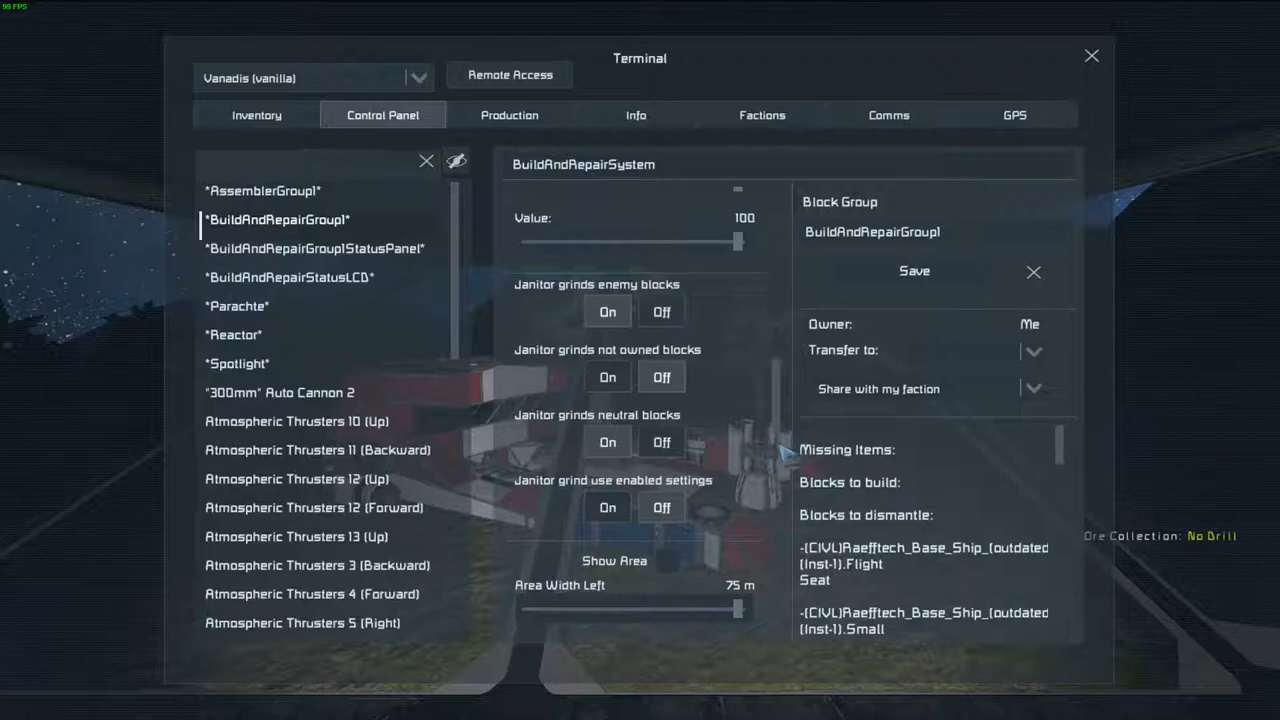 99 FPS
Terminal
Vanadis (vanilla)
Remote Access
Inventory
Control Panel
Production
Info
Factions
Comms
GPS
*AssemblerGroup1*
*BuildAndRepairGroup1*
*BuildAndRepairGroup1StatusPanel*
*BuildAndRepairStatusLCD*
*Parachte*
*Reactor*
*Spotlight*
"300mm" Auto Cannon 2
Atmospheric Thrusters 10 (Up)
Atmospheric Thrusters 11 (Backward)
Atmospheric Thrusters 12 (Up)
Atmospheric Thrusters 12 (Forward)
Atmospheric Thrusters 13 (Up)
Atmospheric Thrusters 3 (Backward)
Atmospheric Thrusters 4 (Forward)
Atmospheric Thrusters 5 (Right)
BuildAndRepairSystem
Value: 100
Janitor grinds enemy blocks
On Off
Janitor grinds not owned blocks
On Off
Janitor grinds neutral blocks
On Off
Janitor grind use enabled settings
On Off
Show Area
Area Width Left 75 m
Block Group
BuildAndRepairGroup1
Save
Owner: Me
Transfer to:
Share with my faction
Missing Items:
Blocks to build:
Blocks to dismantle:
-(CIVL)Raefftech_Base_Ship_(outdated
(Inst-1).Flight
Seat
-(CIVL)Raefftech_Base_Ship_(outdated
(Inst-1).Small
Ore Collection: No Drill